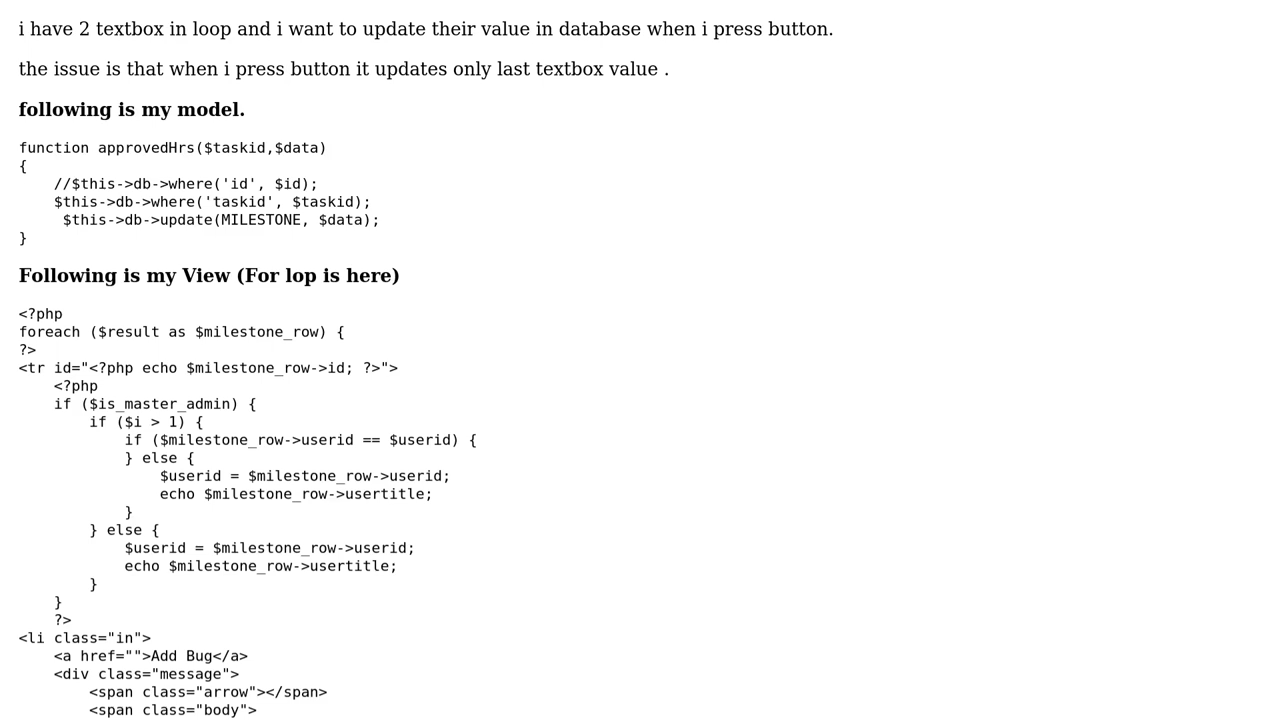 i have 2 textbox in loop and i want to update their value in database when i press button.
the issue is that when i press button it updates only last textbox value .
following is my model.
function approvedHrs($taskid,$data)
{
    //$this->db->where('id', $id);
    $this->db->where('taskid', $taskid);
     $this->db->update(MILESTONE, $data);
}
Following is my View (For lop is here)
<?php
foreach ($result as $milestone_row) {
?>
<tr id="<?php echo $milestone_row->id; ?>">
    <?php
    if ($is_master_admin) {
        if ($i > 1) {
            if ($milestone_row->userid == $userid) {
            } else {
                $userid = $milestone_row->userid;
                echo $milestone_row->usertitle;
            }
        } else {
            $userid = $milestone_row->userid;
            echo $milestone_row->usertitle;
        }
    }
    ?>
<li class="in">
    <a href="">Add Bug</a>
    <div class="message">
        <span class="arrow"></span>
        <span class="body">